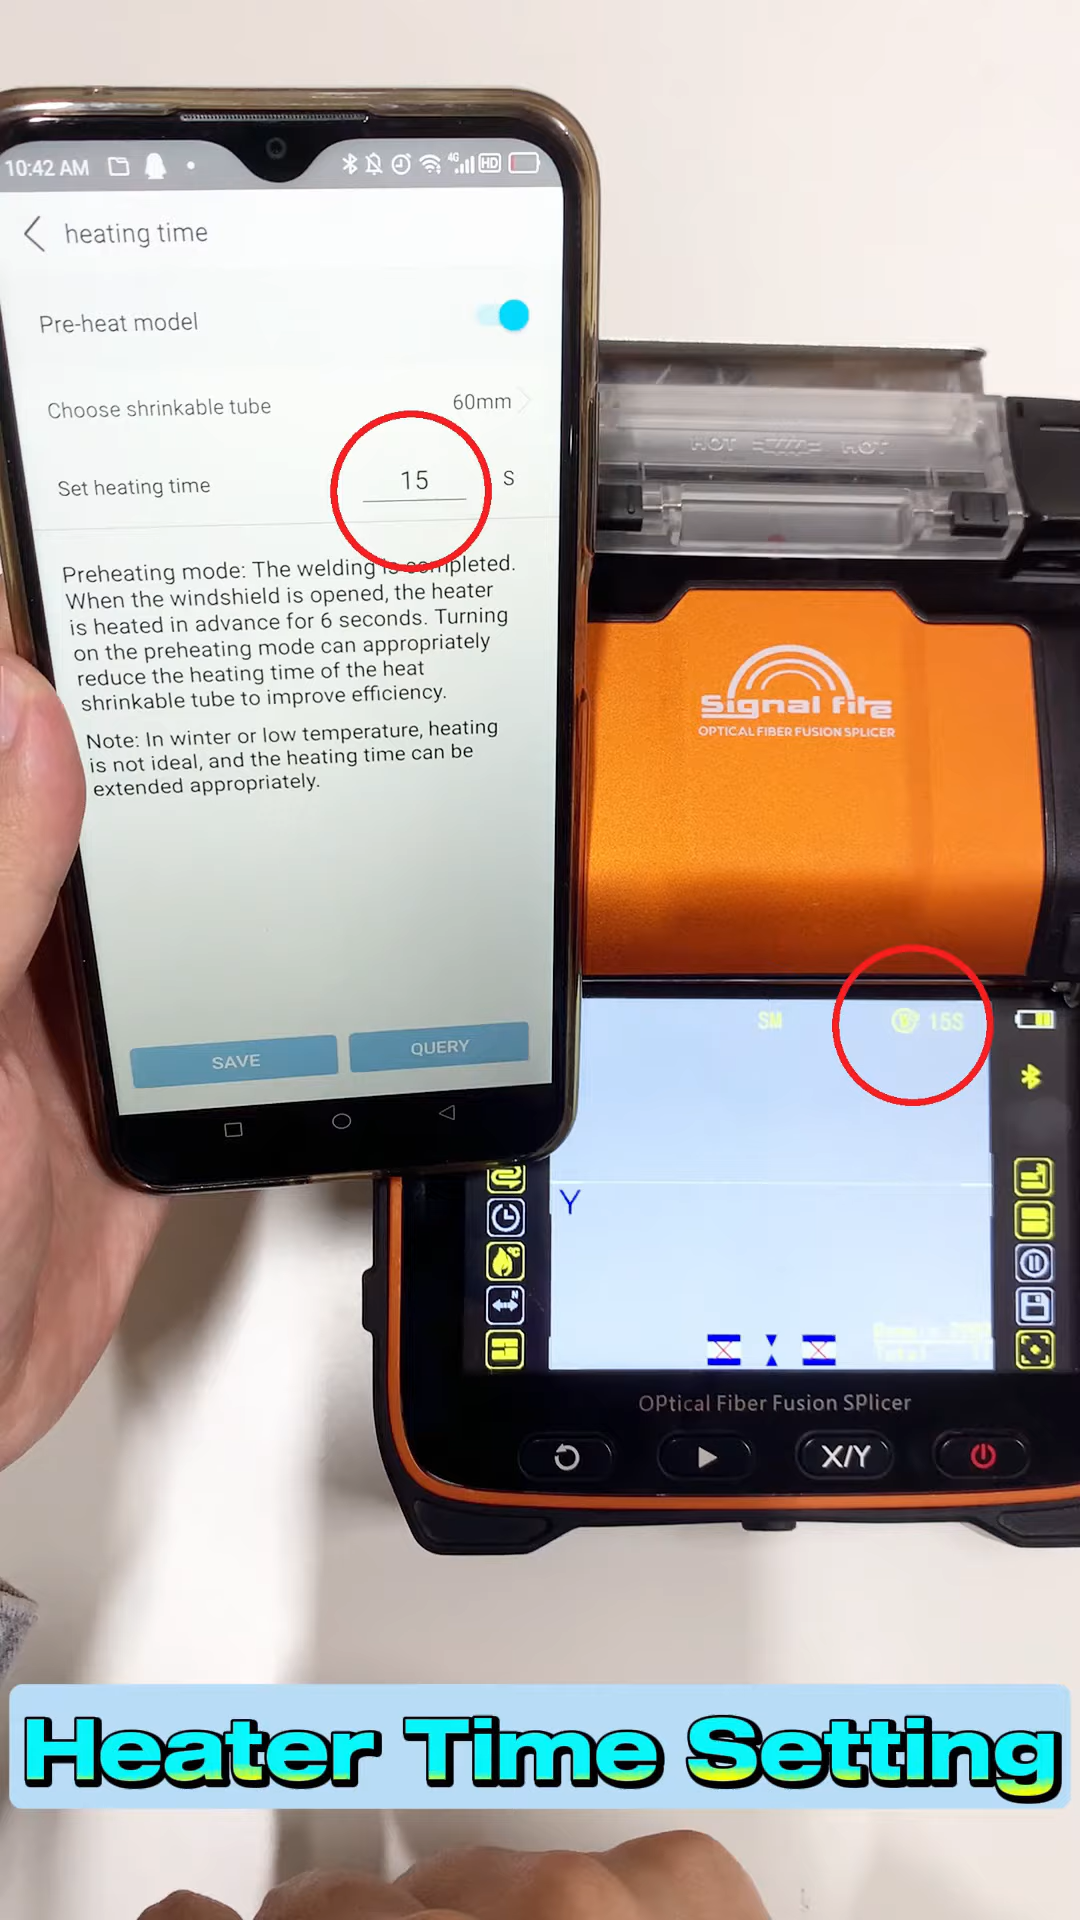 10:42 AM
4G
HD
heating time
Pre-heat model
Choose shrinkable tube 60mm
Set heating time 15 S
Preheating mode: The welding is completed.
When the windshield is opened, the heater
is heated in advance for 6 seconds. Turning
on the preheating mode can appropriately
reduce the heating time of the heat
shrinkable tube to improve efficiency.
Note: In winter or low temperature, heating
is not ideal, and the heating time can be
extended appropriately.
SAVE QUERY
HOT HOT
Signal fire
OPTICAL FIBER FUSION SPLICER
SM 15S
Y
°C
N
Total
OPtical Fiber Fusion SPlicer
X/Y
Heater Time Setting